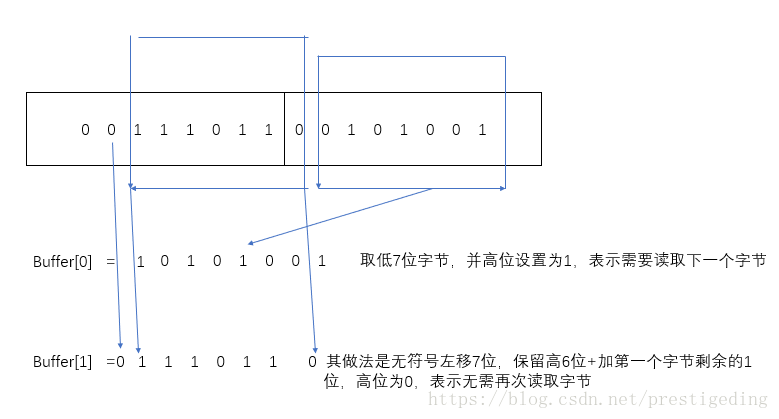 0 0 1 1 1 0 1 1 0 0 1 0 1 0 0 1
Buffer[0] = 1 0 1 0 1 0 0 1 取低7位字节，并高位设置为1，表示需要读取下一个字节
Buffer[1] =0 1 1 1 0 1 1 0 其做法是无符号左移7位，保留高6位+加第一个字节剩余的1
位，高位为0，表示无需再次读取字节
https://blog.csdn.net/prestigeding